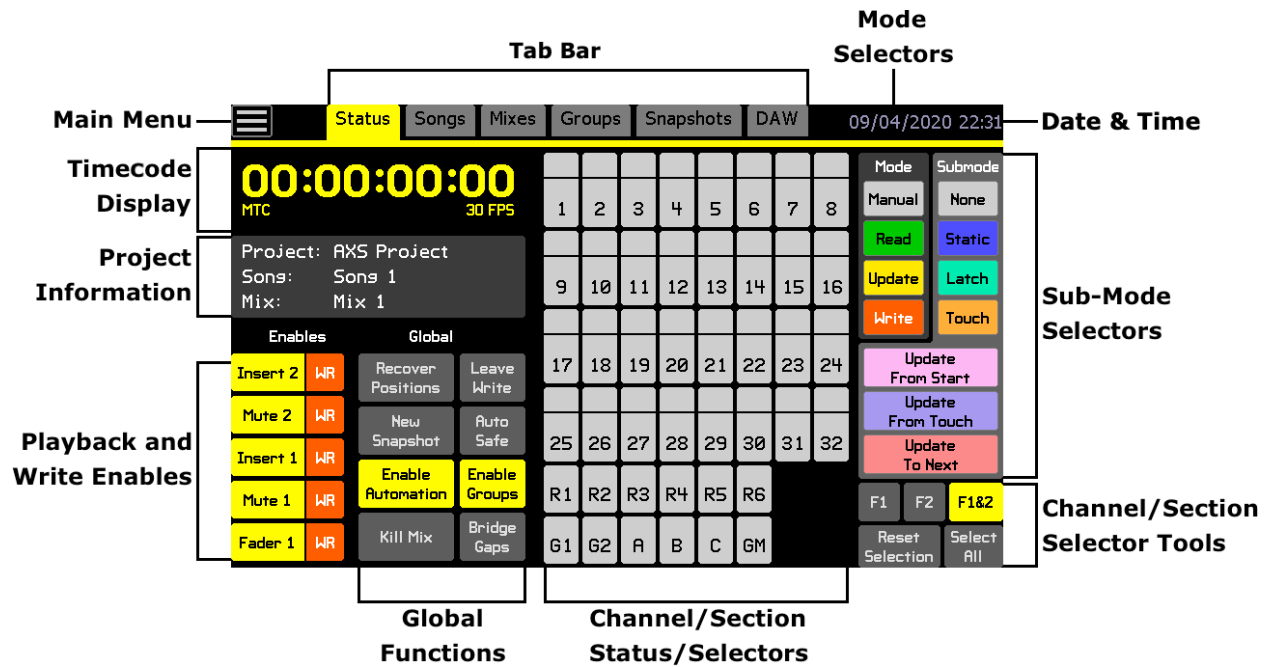 Mode
Selectors
Tab Bar
Main Menu
Status Songs Mixes Groups Snapshots DAW 09/04/2020 22:31
Date & Time
Timecode
Display
00:00:00:00
MTC 30 FPS
Project
Information
Project: AXS Project
Song: Song 1
Mix: Mix 1
Enables Global
Playback and
Write Enables
Insert 2 WR
Mute 2 WR
Insert 1 WR
Mute 1 WR
Fader 1 WR
Recover
Positions
Leave
Write
New
Snapshot
Auto
Safe
Enable
Automation
Enable
Groups
Kill Mix
Bridge
Gaps
Global
Functions
1 2 3 4 5 6 7 8
9 10 11 12 13 14 15 16
17 18 19 20 21 22 23 24
25 26 27 28 29 30 31 32
R1 R2 R3 R4 R5 R6
G1 G2 A B C GM
Channel/Section
Status/Selectors
Mode Submode
Manual None
Read Static
Update Latch
Write Touch
Update
From Start
Update
From Touch
Update
To Next
Sub-Mode
Selectors
F1 F2 F1&2
Reset
Selection
Select
All
Channel/Section
Selector Tools